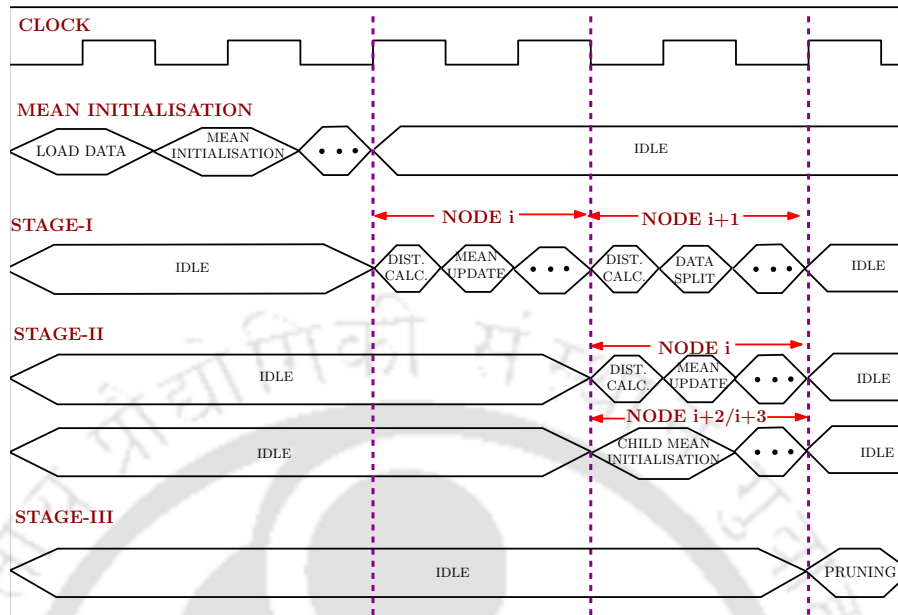 CLOCK
MEAN INITIALISATION
LOAD DATA
MEAN
INITIALISATION
IDLE
STAGE-I
NODE i
NODE i+1
IDLE
DIST.
CALC.
MEAN
UPDATE
DIST.
CALC.
DATA
SPLIT
IDLE
STAGE-II
NODE i
IDLE
DIST.
CALC.
MEAN
UPDATE
IDLE
NODE i+2/i+3
IDLE
CHILD MEAN
INITIALISATION
IDLE
STAGE-III
IDLE
PRUNING